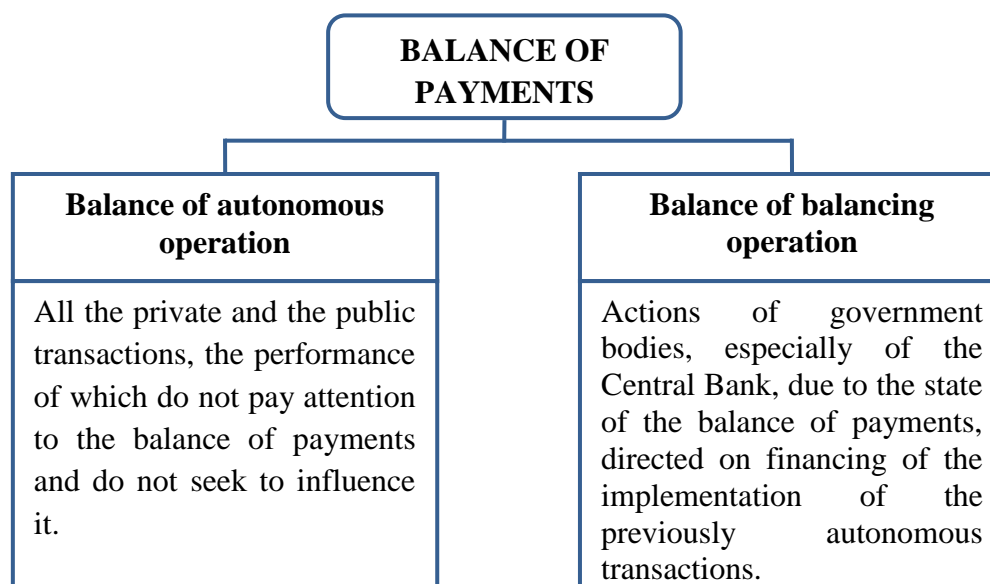 BALANCE OF
PAYMENTS
Balance of autonomous
operation
All the private and the public
transactions, the performance
of which do not pay attention
to the balance of payments
and do not seek to influence
it.
Balance of balancing
operation
Actions of government
bodies, especially of the
Central Bank, due to the state
of the balance of payments,
directed on financing of the
implementation of the
previously autonomous
transactions.